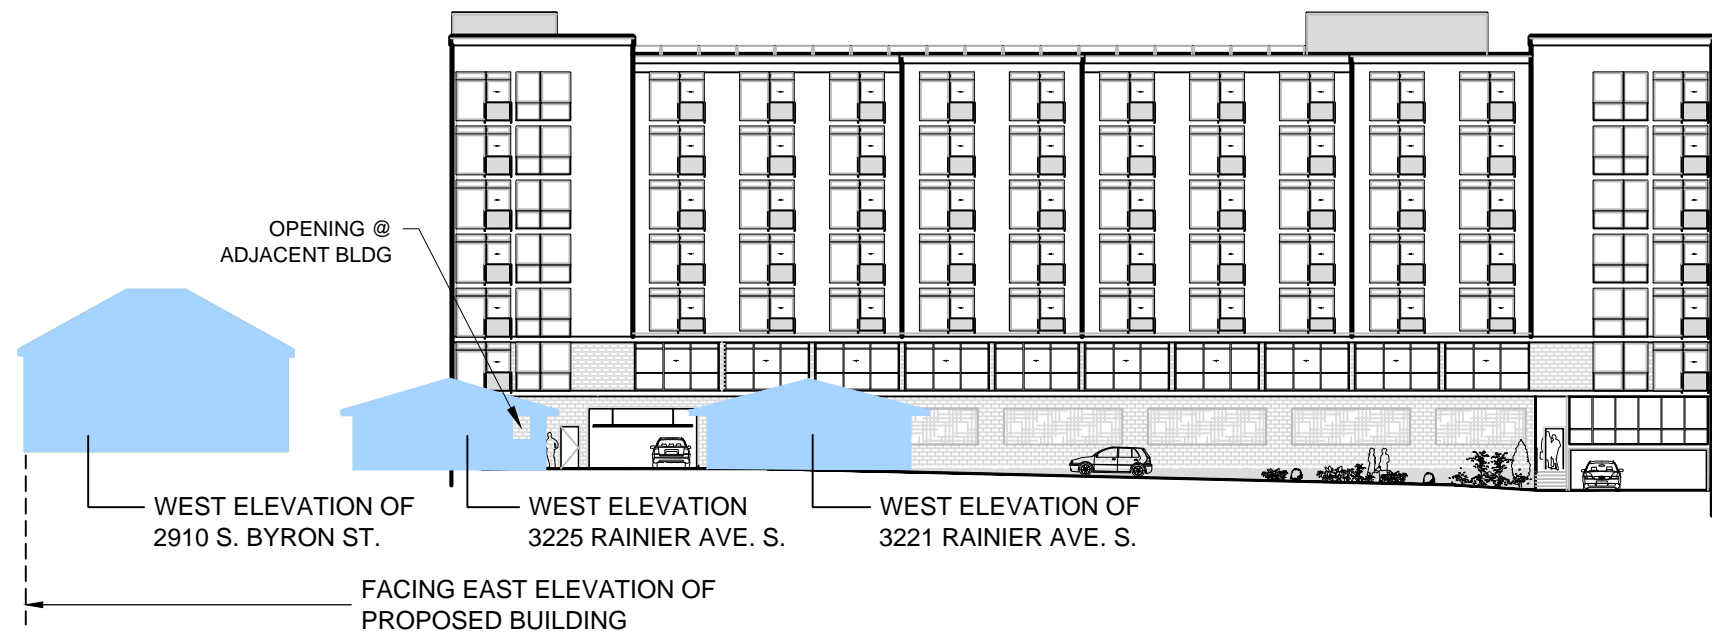 OPENING @
ADJACENT BLDG
WEST ELEVATION OF
2910 S. BYRON ST.
WEST ELEVATION
3225 RAINIER AVE. S.
WEST ELEVATION OF
3221 RAINIER AVE. S.
FACING EAST ELEVATION OF
PROPOSED BUILDING